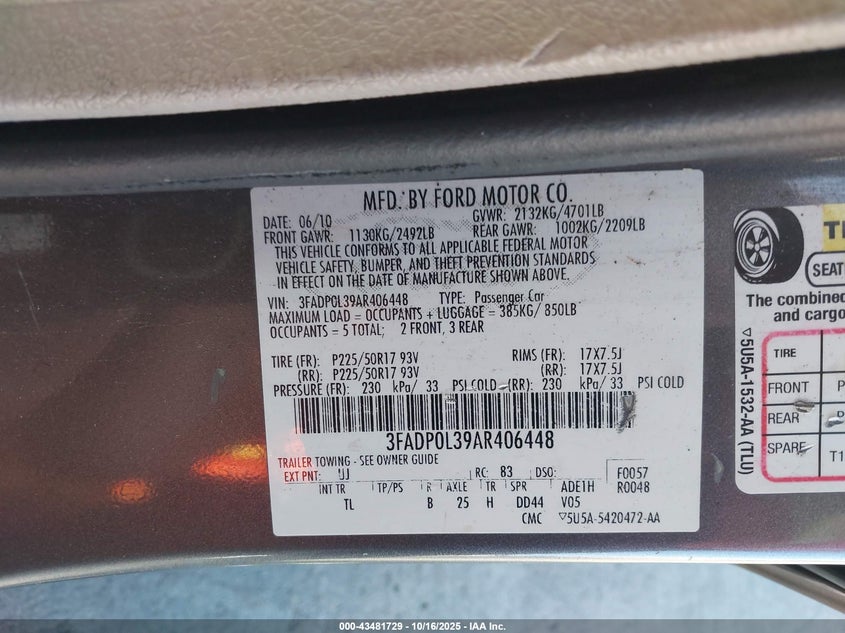 MFD. BY FORD MOTOR CO.
DATE: 06/10 GVWR: 2132KG/4701LB
FRONT GAWR: 1130KG/2492LB REAR GAWR: 1002KG/2209LB
THIS VEHICLE CONFORMS TO ALL APPLICABLE FEDERAL MOTOR
VEHICLE SAFETY, BUMPER, AND THEFT PREVENTION STANDARDS
IN EFFECT ON THE DATE OF MANUFACTURE SHOWN ABOVE.
VIN: 3FADP0L39AR406448 TYPE: Passenger Car
MAXIMUM LOAD = OCCUPANTS + LUGGAGE = 385KG/850LB
OCCUPANTS = 5 TOTAL; 2 FRONT, 3 REAR
TIRE (FR): P225/50R17 93V RIMS (FR): 17X7.5J
(RR): P225/50R17 93V (RR): 17X7.5J
PRESSURE (FR): 230 kPa/ 33 PSI COLD (RR): 230 kPa/ 33 PSI COLD
3FADP0L39AR406448
TRAILER TOWING - SEE OWNER GUIDE
EXT PNT: UJ RC: 83 DSO: F0057
INT TR TP/PS R AXLE TR SPR ADE1H R0048
TL B 25 H DD44 V05
CMC ▽5U5A-5420472-AA
▽5U5A-1532-AA (TLU)
SEAT
The combined
and cargo
TIRE
FRONT P
REAR
SPARE T1
000-43481729 - 10/16/2025 - IAA Inc.